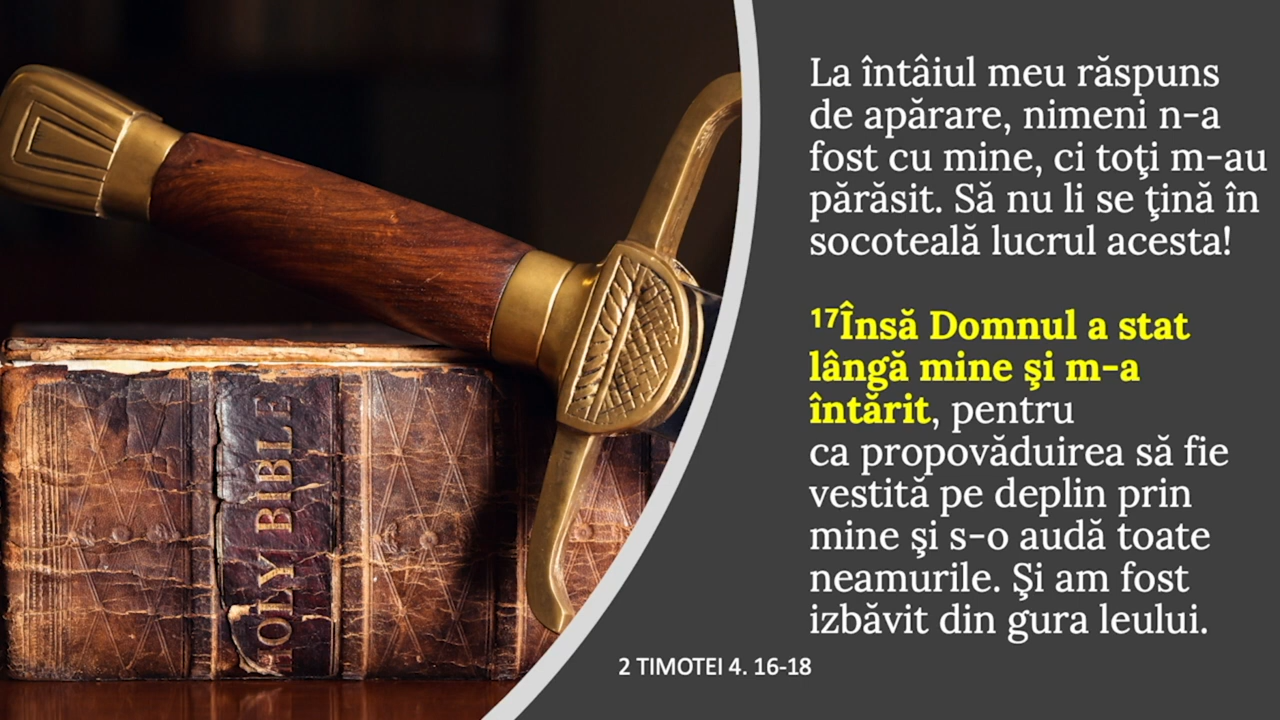 La întâiul meu răspuns
de apărare, nimeni n-a
fost cu mine, ci toţi m-au
părăsit. Să nu li se ţină în
socoteală lucrul acesta!
¹⁷Însă Domnul a stat
lângă mine şi m-a
întărit, pentru
ca propovăduirea să fie
vestită pe deplin prin
mine şi s-o audă toate
neamurile. Şi am fost
izbăvit din gura leului.
2 TIMOTEI 4. 16-18
HOLY BIBLE